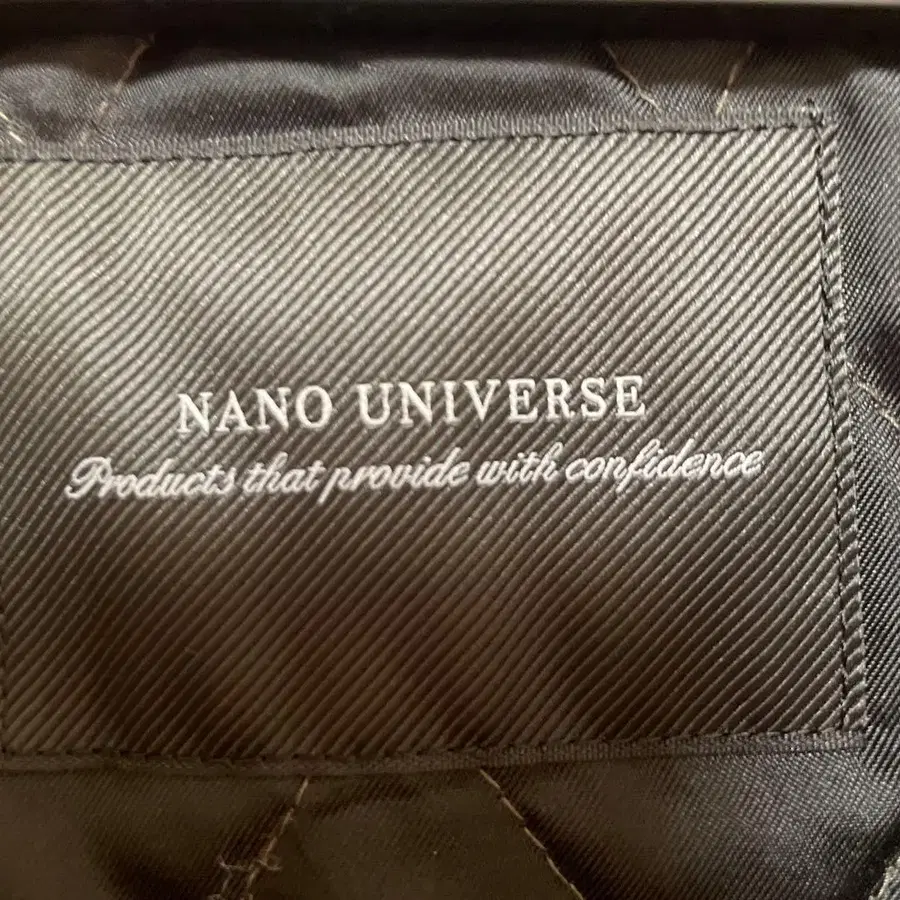 NANO UNIVERSE
Products that provide with confidence